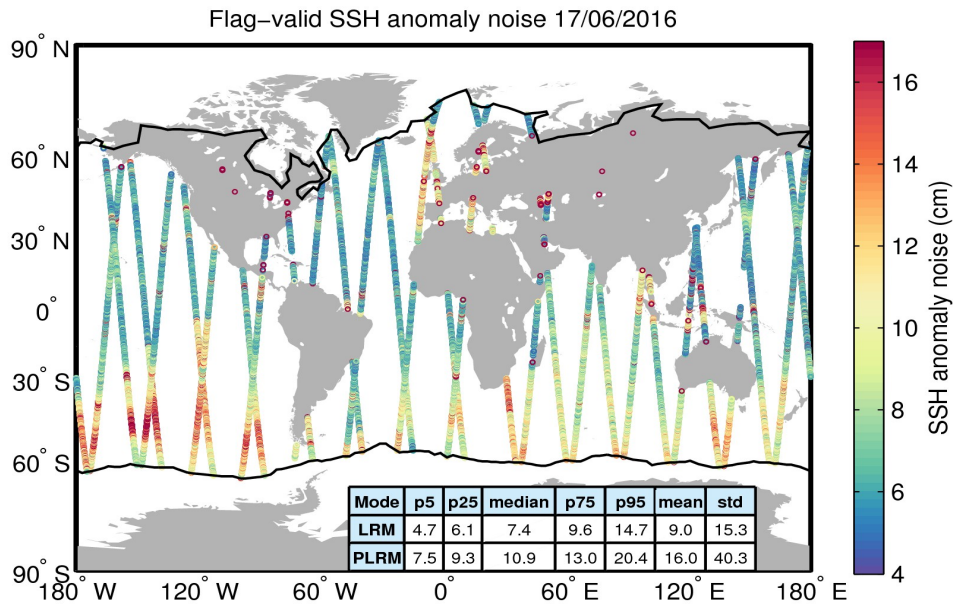 Flag−valid SSH anomaly noise 17/06/2016
90° N
60° N
30° N
0°
30° S
60° S
90° S
180° W
120° W
60° W
0°
60° E
120° E
180° E
Mode p5 p25 median p75 p95 mean std
LRM 4.7 6.1 7.4 9.6 14.7 9.0 15.3
PLRM 7.5 9.3 10.9 13.0 20.4 16.0 40.3
16
14
12
10
8
6
4
SSH anomaly noise (cm)